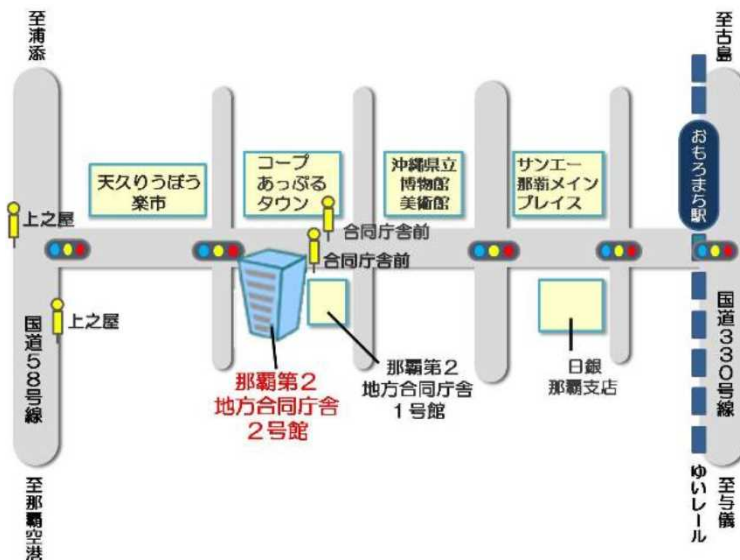 至浦添
至古島
おもろまち駅
天久りうぼう
楽市
コープ
あっぷる
タウン
沖縄県立
博物館
美術館
サンエー
那覇メイン
プレイス
上之屋
合同庁舎前
合同庁舎前
上之屋
国道58号線
国道330号線
那覇第2
地方合同庁舎
2号館
那覇第2
地方合同庁舎
1号館
日銀
那覇支店
至那覇空港
ゆいレール
至与儀